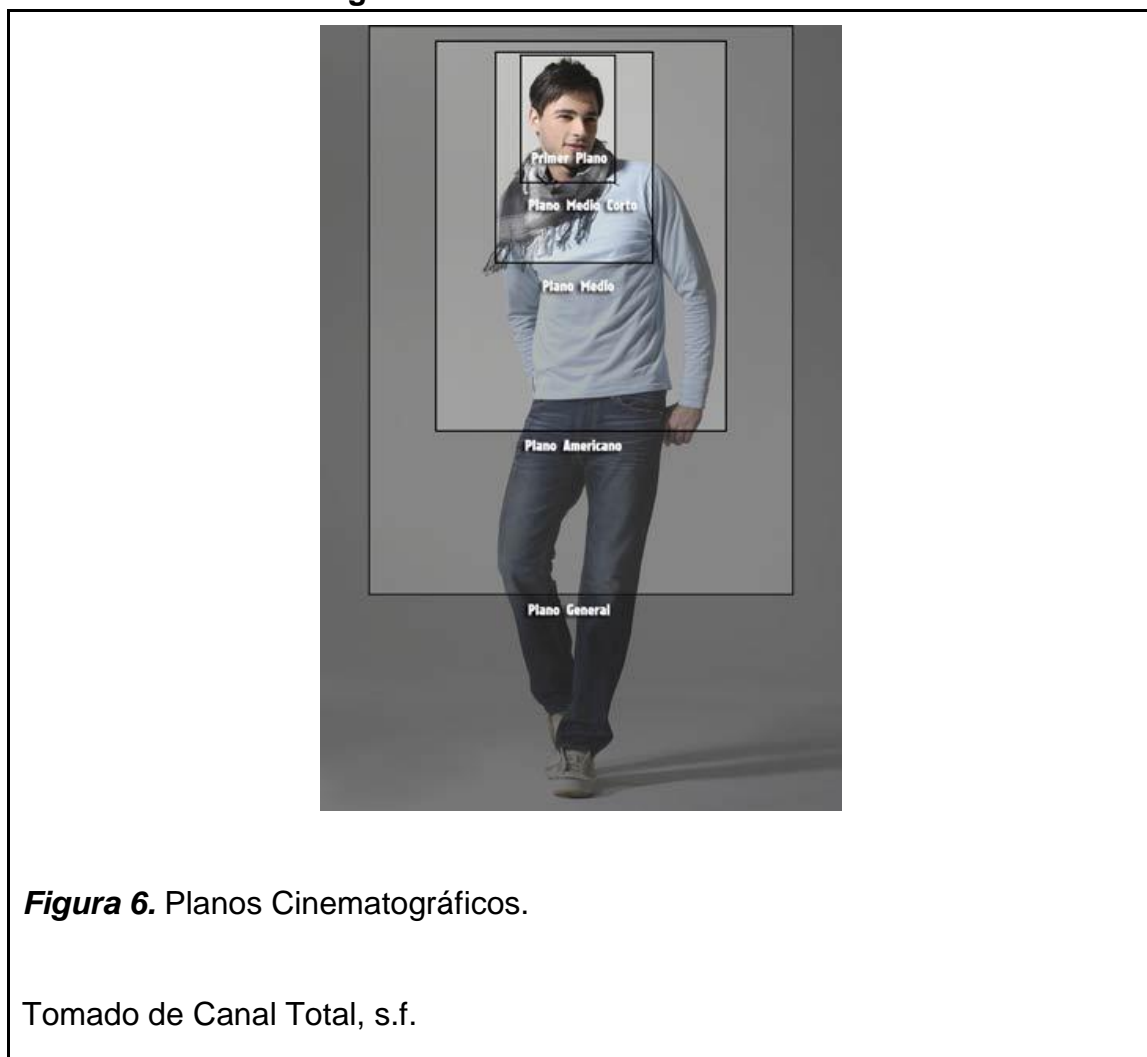 Primer Plano
Plano Medio Corto
Plano Medio
Plano Americano
Plano General
Figura 6. Planos Cinematográficos.
Tomado de Canal Total, s.f.